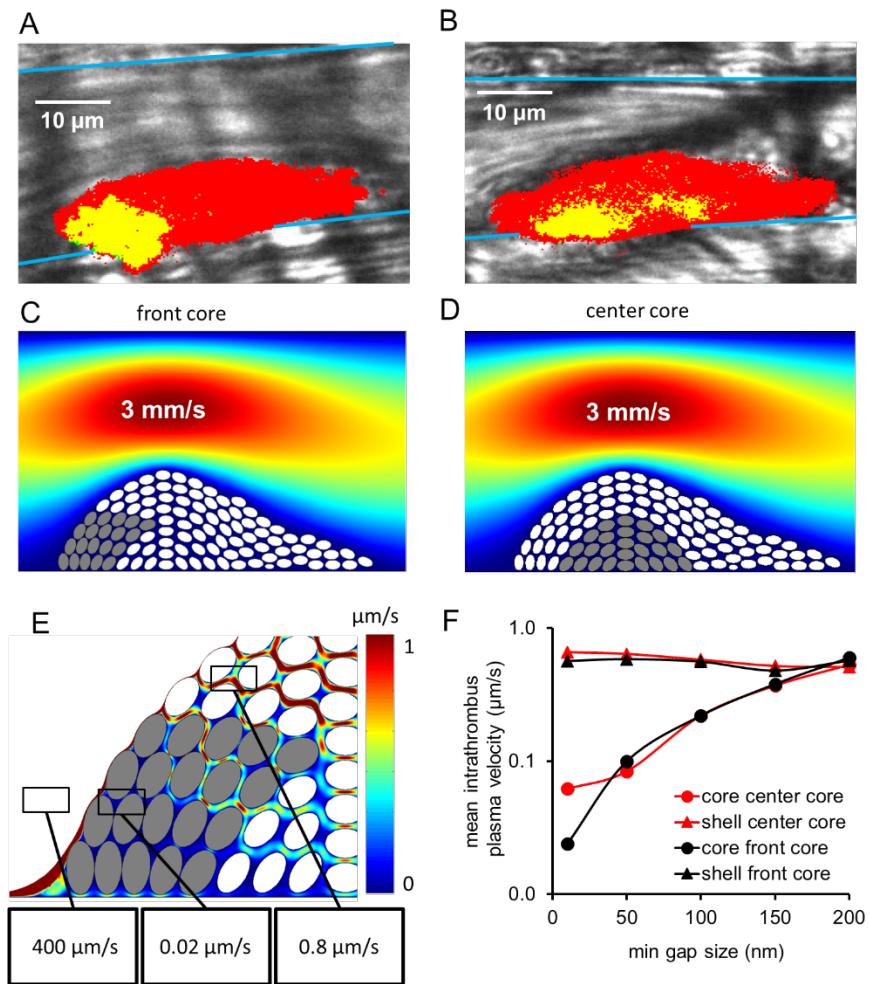 A
B
10 µm
10 µm
C
front core
D
center core
3 mm/s
3 mm/s
E
µm/s
1
0
400 µm/s
0.02 µm/s
0.8 µm/s
F
1.0
0.1
0.0
mean intrathrombus
plasma velocity (µm/s)
core center core
shell center core
core front core
shell front core
0
50
100
150
200
min gap size (nm)